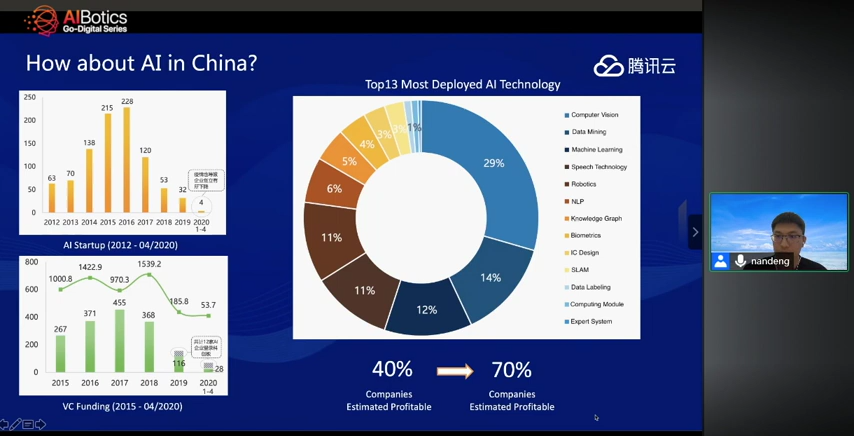 AIBotics
Go-Digital Series
How about AI in China?
腾讯云
250
200
150
100
50
0
63
70
138
215
228
120
53
32
4
2012 2013 2014 2015 2016 2017 2018 2019 2020
1-4
AI Startup (2012 - 04/2020)
800
600
400
200
0
1000.8
1422.9
970.3
1539.2
185.8
53.7
267
371
455
368
116
28
2015 2016 2017 2018 2019 2020
1-4
VC Funding (2015 - 04/2020)
Top13 Most Deployed AI Technology
29%
14%
12%
11%
11%
6%
5%
4%
3%
3%
1%
Computer Vision
Data Mining
Machine Learning
Speech Technology
Robotics
NLP
Knowledge Graph
Biometrics
IC Design
SLAM
Data Labeling
Computing Module
Expert System
40%
Companies
Estimated Profitable
70%
Companies
Estimated Profitable
nandeng